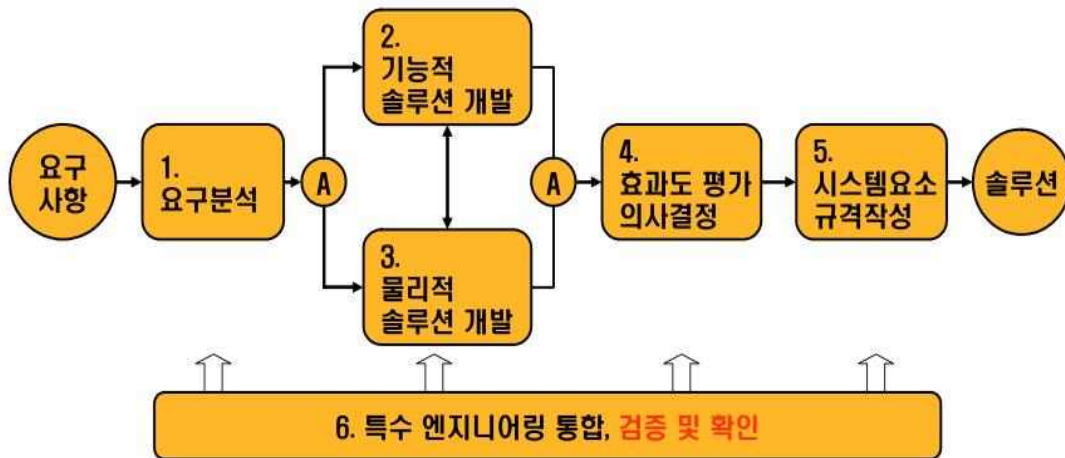 요구
사항
1.
요구분석
A
2.
기능적
솔루션 개발
3.
물리적
솔루션 개발
A
4.
효과도 평가
의사결정
5.
시스템요소
규격작성
솔루션
6. 특수 엔지니어링 통합, 검증 및 확인